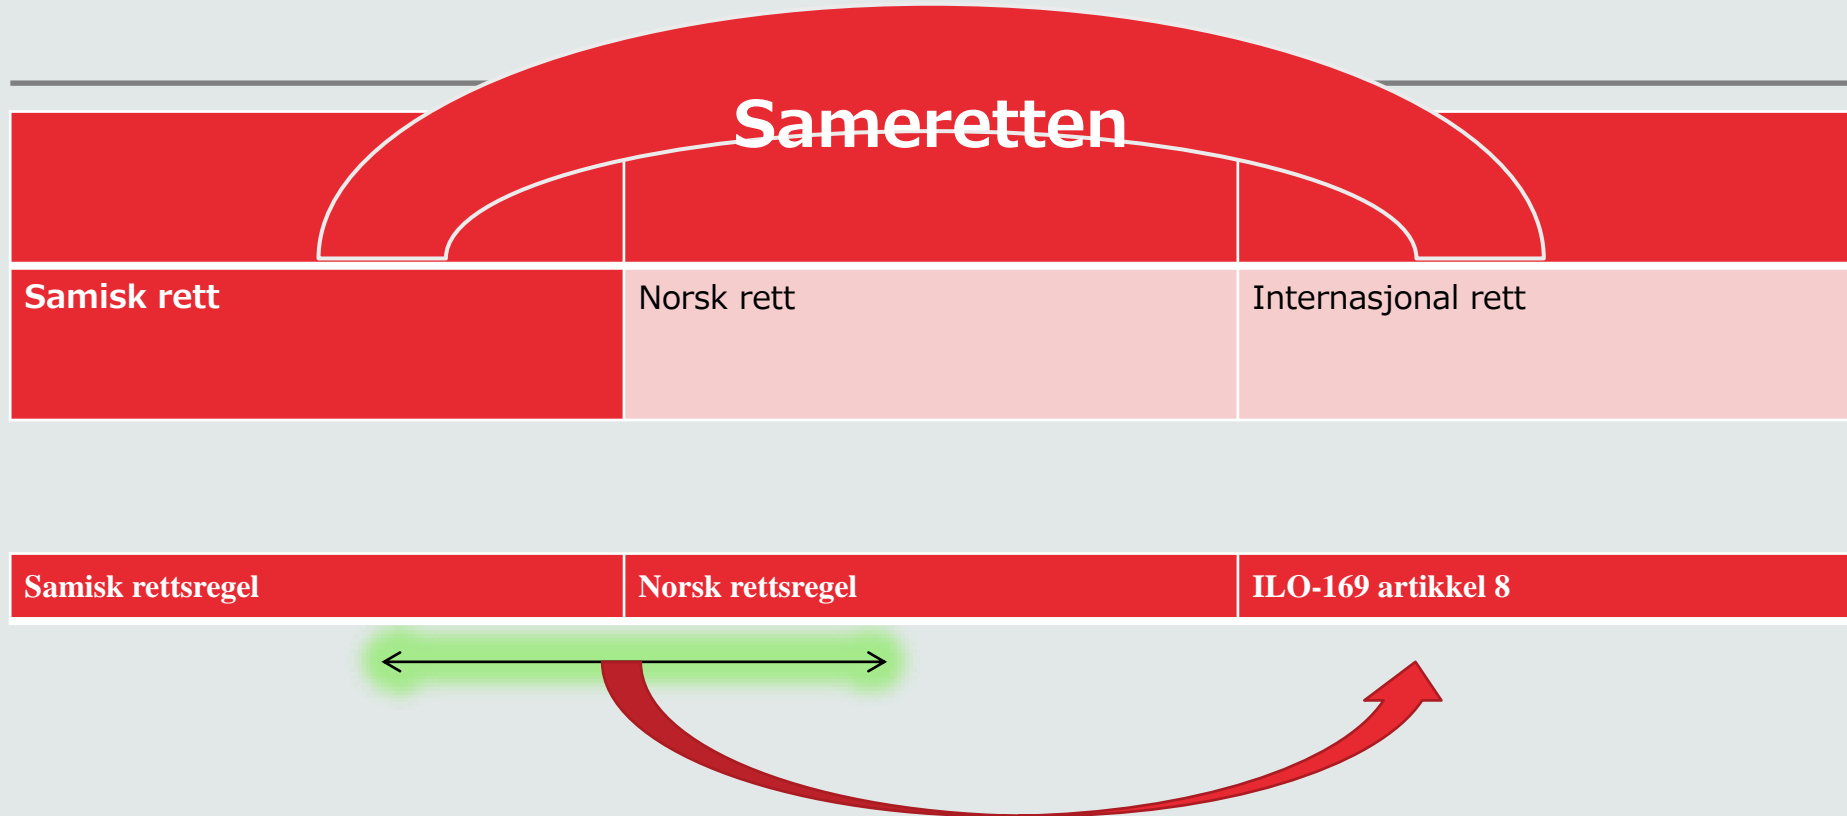 Sameretten
Samisk rett
Norsk rett
Internasjonal rett
Samisk rettsregel
Norsk rettsregel
ILO-169 artikkel 8